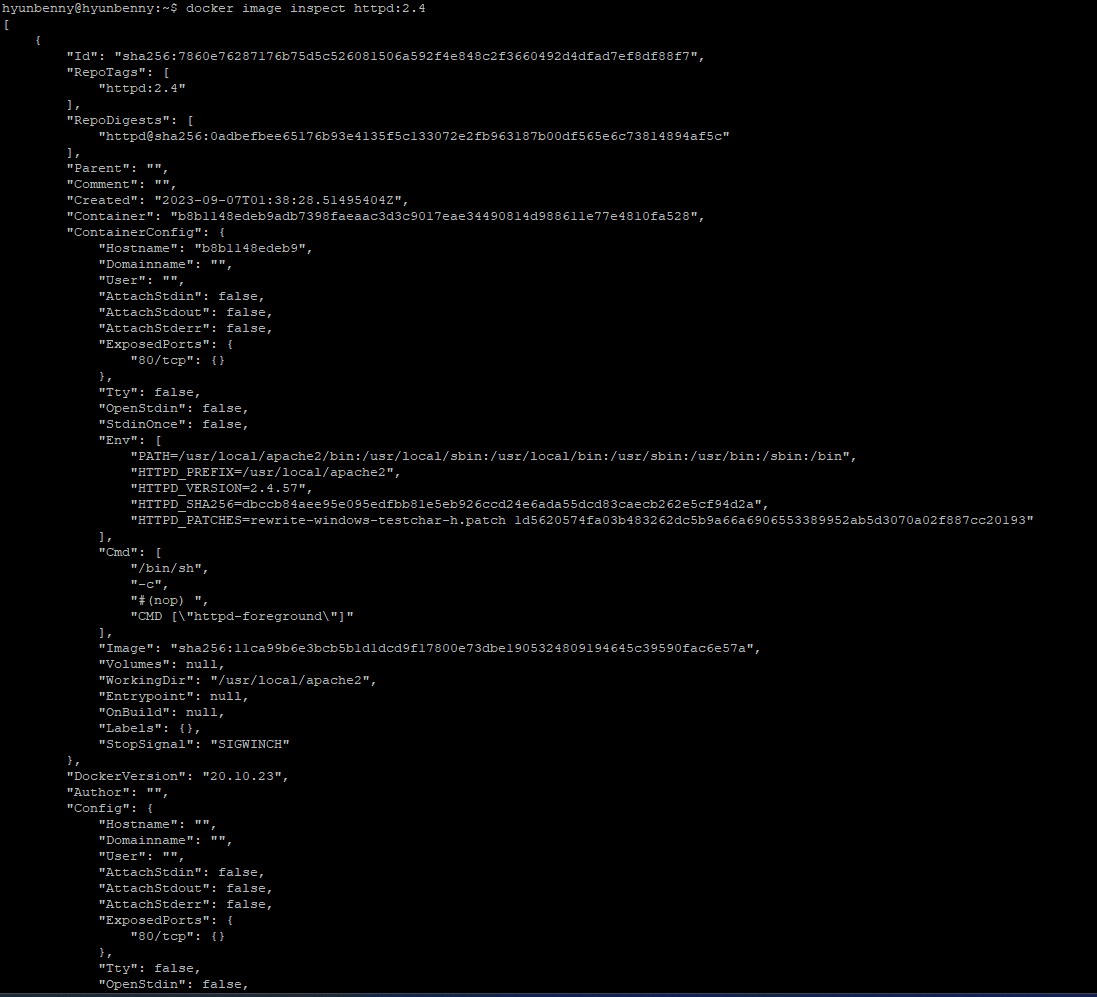 hyunbenny@hyunbenny:~$ docker image inspect httpd:2.4
[
    {
        "Id": "sha256:7860e76287176b75d5c526081506a592f4e848c2f3660492d4dfad7ef8df88f7",
        "RepoTags": [
            "httpd:2.4"
        ],
        "RepoDigests": [
            "httpd@sha256:0adbefbee65176b93e4135f5c133072e2fb963187b00df565e6c73814894af5c"
        ],
        "Parent": "",
        "Comment": "",
        "Created": "2023-09-07T01:38:28.51495404Z",
        "Container": "b8b1148edeb9adb7398faeaac3d3c9017eae34490814d988611e77e4810fa528",
        "ContainerConfig": {
            "Hostname": "b8b1148edeb9",
            "Domainname": "",
            "User": "",
            "AttachStdin": false,
            "AttachStdout": false,
            "AttachStderr": false,
            "ExposedPorts": {
                "80/tcp": {}
            },
            "Tty": false,
            "OpenStdin": false,
            "StdinOnce": false,
            "Env": [
                "PATH=/usr/local/apache2/bin:/usr/local/sbin:/usr/local/bin:/usr/sbin:/usr/bin:/sbin:/bin",
                "HTTPD_PREFIX=/usr/local/apache2",
                "HTTPD_VERSION=2.4.57",
                "HTTPD_SHA256=dbccb84aee95e095edfbb81e5eb926ccd24e6ada55dcd83caecb262e5cf94d2a",
                "HTTPD_PATCHES=rewrite-windows-testchar-h.patch 1d5620574fa03b483262dc5b9a66a6906553389952ab5d3070a02f887cc20193"
            ],
            "Cmd": [
                "/bin/sh",
                "-c",
                "#(nop) ",
                "CMD [\"httpd-foreground\"]"
            ],
            "Image": "sha256:11ca99b6e3bcb5b1d1dcd9f17800e73dbe1905324809194645c39590fac6e57a",
            "Volumes": null,
            "WorkingDir": "/usr/local/apache2",
            "Entrypoint": null,
            "OnBuild": null,
            "Labels": {},
            "StopSignal": "SIGWINCH"
        },
        "DockerVersion": "20.10.23",
        "Author": "",
        "Config": {
            "Hostname": "",
            "Domainname": "",
            "User": "",
            "AttachStdin": false,
            "AttachStdout": false,
            "AttachStderr": false,
            "ExposedPorts": {
                "80/tcp": {}
            },
            "Tty": false,
            "OpenStdin": false,